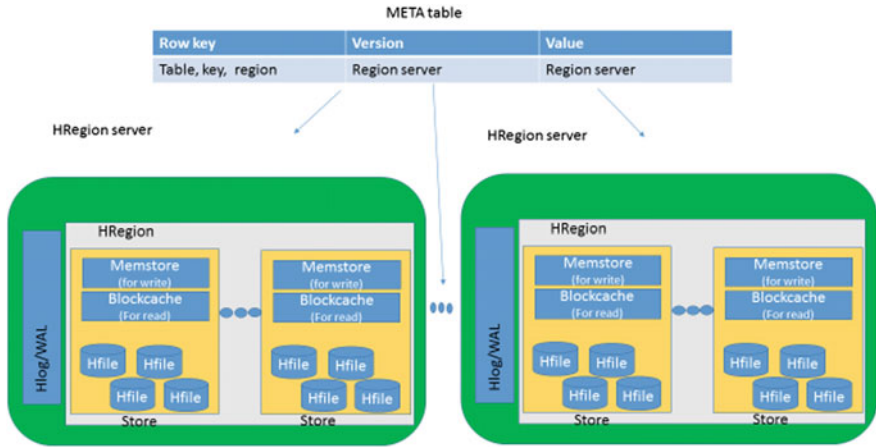 META table
Row key Version Value
Table, key, region Region server Region server
HRegion server
HRegion server
Hlog/WAL
HRegion
Memstore
(for write)
Blockcache
(For read)
Hfile Hfile
Hfile Hfile
Store
Memstore
(for write)
Blockcache
(For read)
Hfile Hfile
Hfile Hfile
Store
Hlog/WAL
HRegion
Memstore
(for write)
Blockcache
(For read)
Hfile Hfile
Hfile Hfile
Store
Memstore
(for write)
Blockcache
(For read)
Hfile Hfile
Hfile Hfile
Store